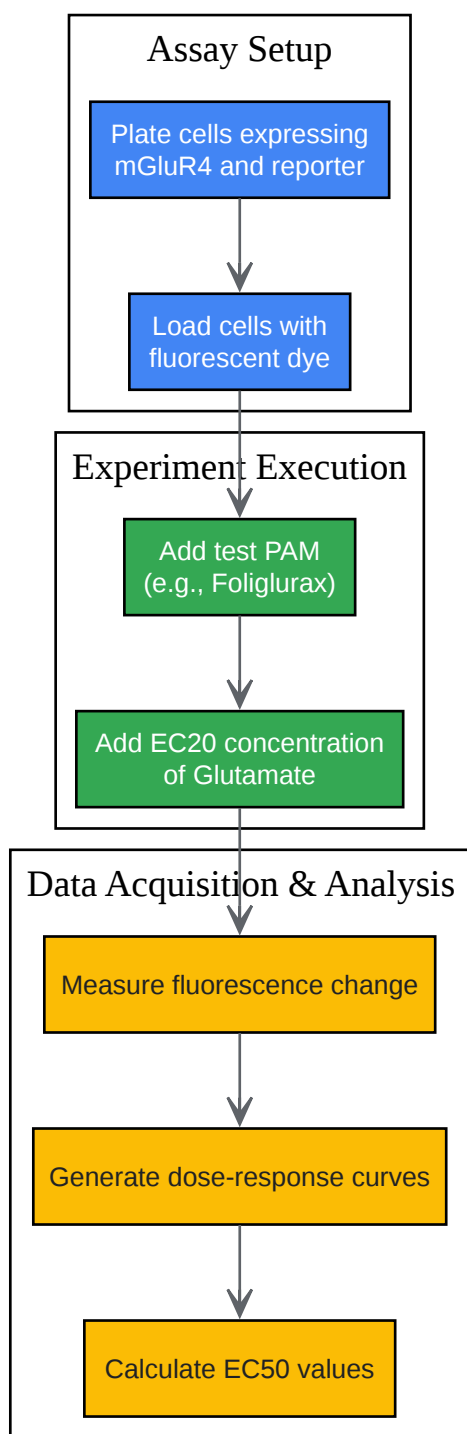 Assay Setup
Plate cells expressing
mGluR4 and reporter
Load cells with
fluorescent dye
Experiment Execution
Add test PAM
(e.g., Foliglurax)
Add EC20 concentration
of Glutamate
Data Acquisition & Analysis
Measure fluorescence change
Generate dose-response curves
Calculate EC50 values